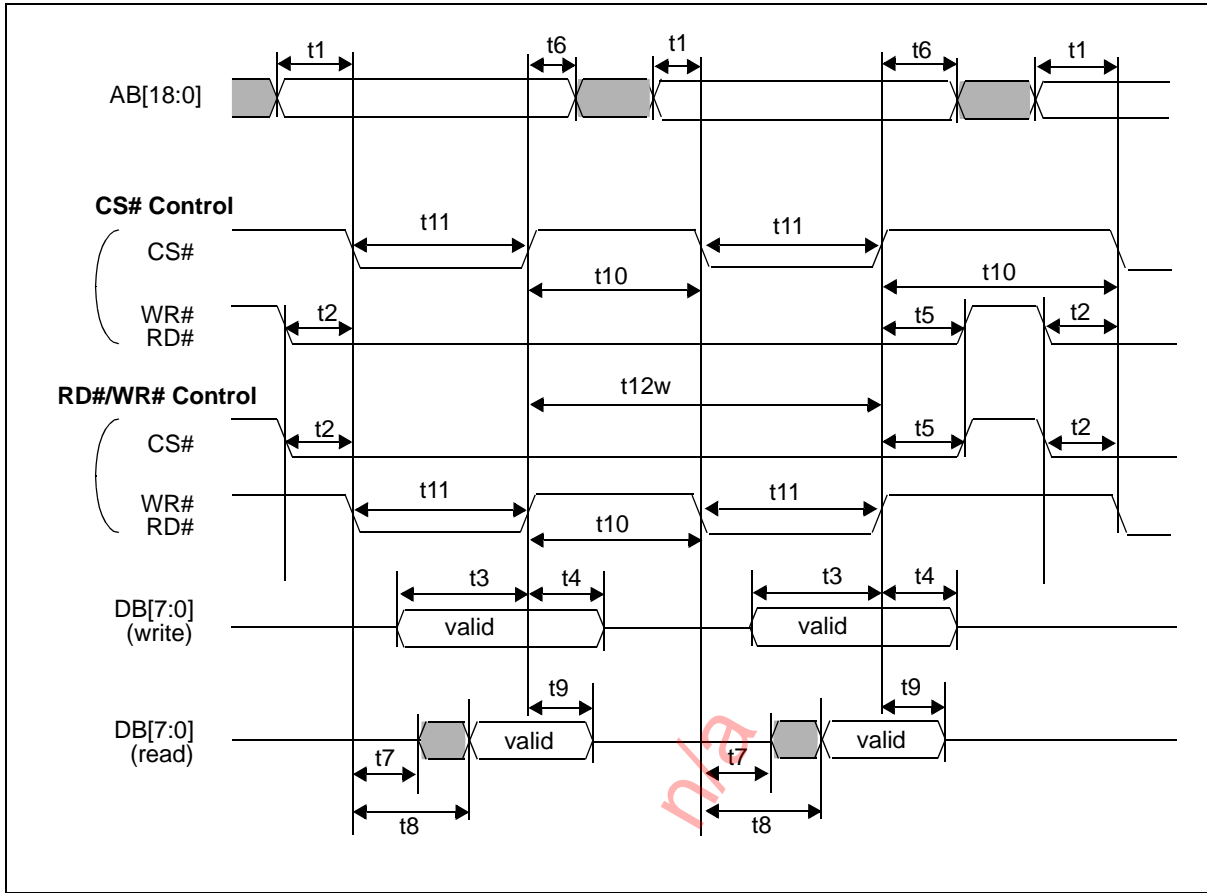 t1 t6 t1 t6 t1
AB[18:0]
CS# Control
t11 t11
CS#
t10 t10
WR#
RD#
t2 t5 t2
t12w
RD#/WR# Control
t2 t5 t2
CS#
t11 t11
WR#
RD#
t10
t3 t4 t3 t4
DB[7:0]
(write)
valid valid
t9 t9
DB[7:0]
(read)
valid valid
t7 t7
t8 t8
n/a